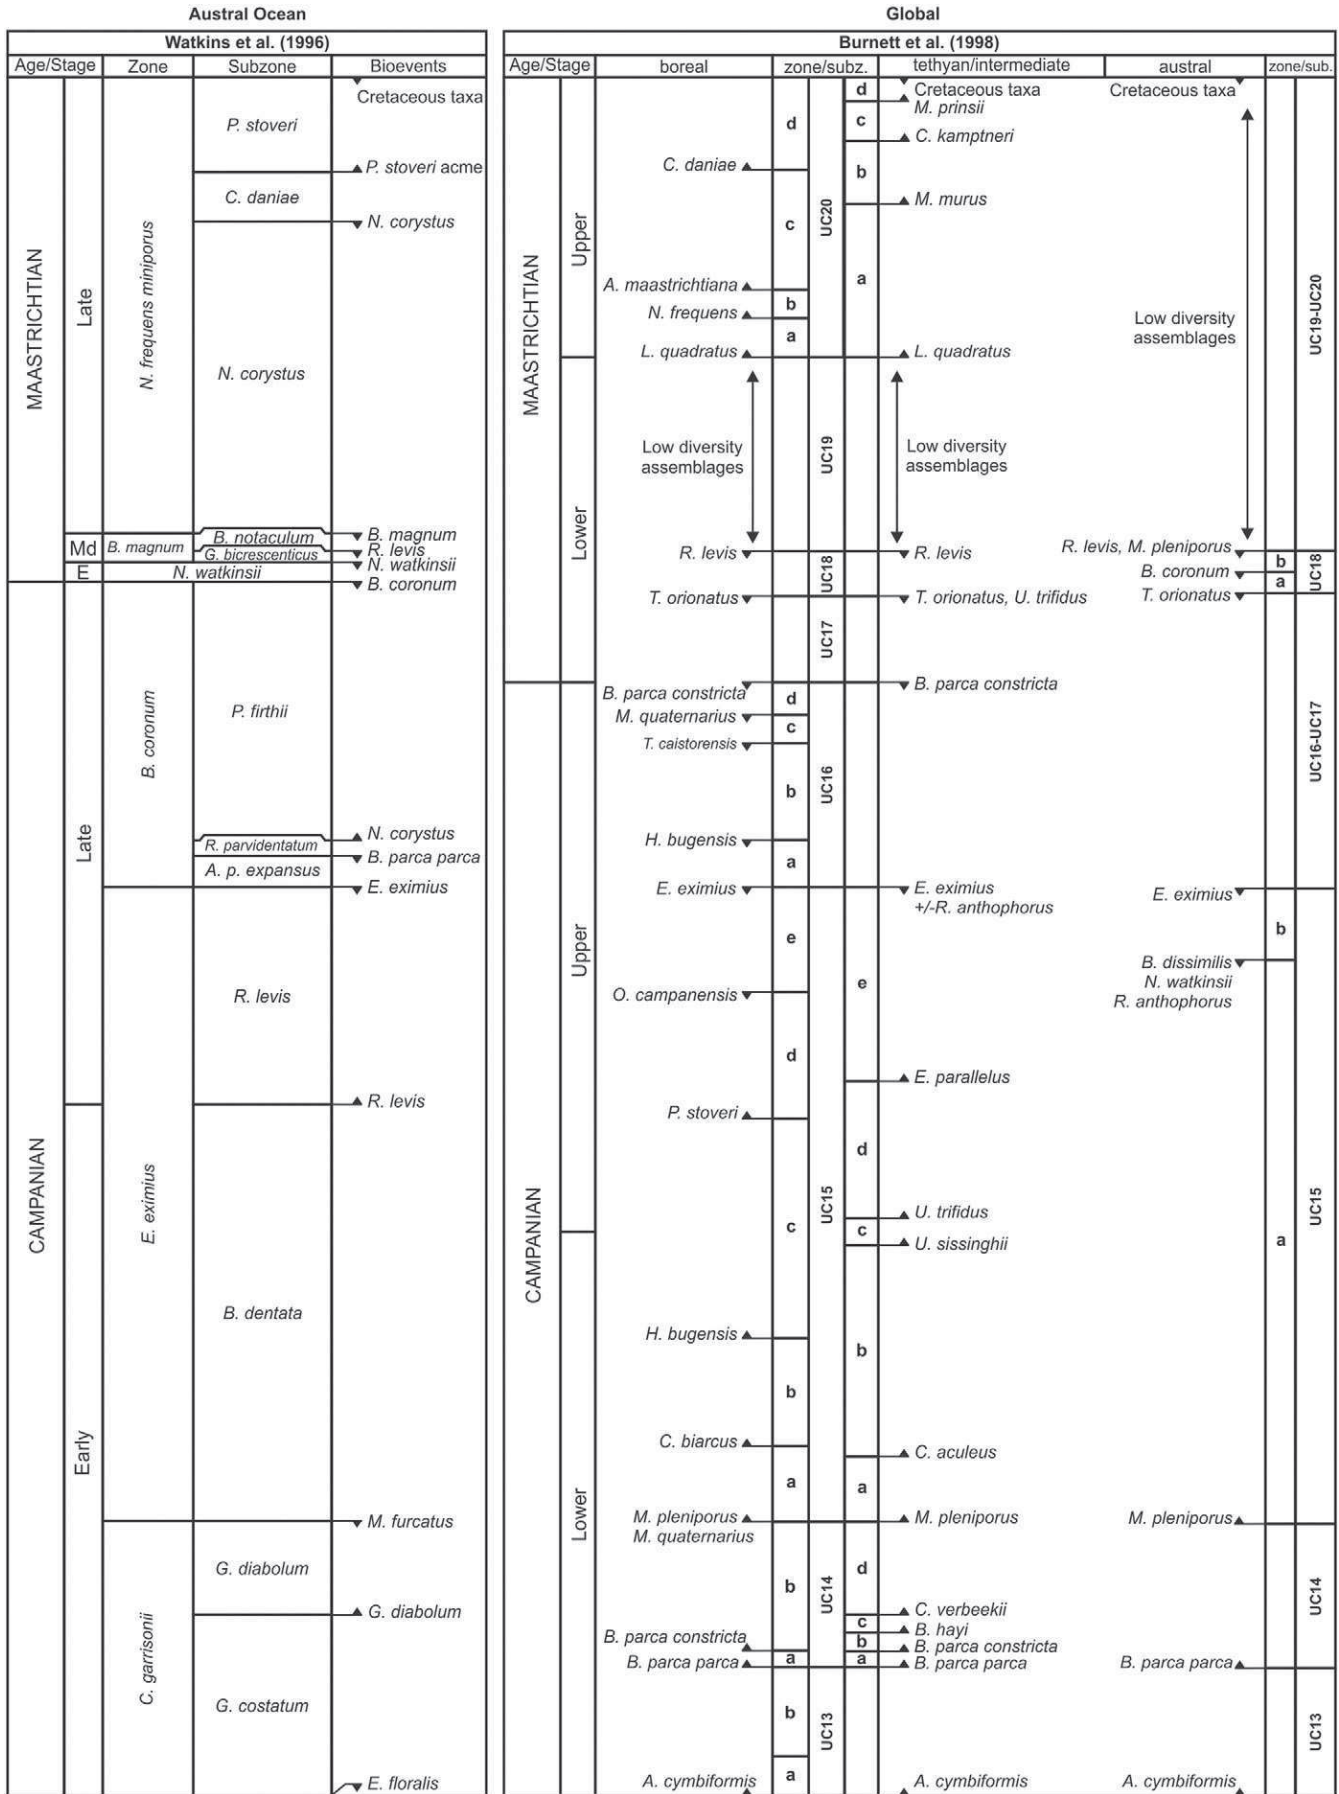 Austral Ocean
Global
Watkins et al. (1996)
Burnett et al. (1998)
Age/Stage
Zone
Subzone
Bioevents
Age/Stage
boreal
zone/subz.
tethyan/intermediate
austral
zone/sub.
MAASTRICHTIAN
Late
Md
E
CAMPANIAN
Late
Early
N. frequens miniporus
B. magnum
N. watkinsii
B. coronum
E. eximius
C. garrisonii
P. stoveri
C. daniae
N. corystus
B. notaculum
G. bicrescenticus
P. firthii
R. parvidentatum
A. p. expansus
R. levis
B. dentata
G. diabolum
G. costatum
Cretaceous taxa
P. stoveri acme
N. corystus
B. magnum
R. levis
N. watkinsii
B. coronum
N. corystus
B. parca parca
E. eximius
R. levis
M. furcatus
G. diabolum
E. floralis
MAASTRICHTIAN
Upper
Lower
CAMPANIAN
Upper
Lower
C. daniae
A. maastrichtiana
N. frequens
L. quadratus
Low diversity
assemblages
R. levis
T. orionatus
B. parca constricta
M. quaternarius
T. caistorensis
H. bugensis
E. eximius
O. campanensis
P. stoveri
H. bugensis
C. biarcus
M. pleniporus
M. quaternarius
B. parca constricta
B. parca parca
A. cymbiformis
d
c
b
a
d
c
b
a
e
d
c
b
a
b
a
b
a
UC20
UC19
UC18
UC17
UC16
UC15
UC14
UC13
d
c
b
a
e
d
c
b
a
d
c
b
a
Cretaceous taxa
M. prinsii
C. kamptneri
M. murus
L. quadratus
Low diversity
assemblages
R. levis
T. orionatus, U. trifidus
B. parca constricta
E. eximius
+/-R. anthophorus
E. parallelus
U. trifidus
U. sissinghii
C. aculeus
M. pleniporus
C. verbeekii
B. hayi
B. parca constricta
B. parca parca
A. cymbiformis
Cretaceous taxa
Low diversity
assemblages
R. levis, M. pleniporus
B. coronum
T. orionatus
E. eximius
B. dissimilis
N. watkinsii
R. anthophorus
M. pleniporus
B. parca parca
A. cymbiformis
b
a
b
a
UC19-UC20
UC18
UC16-UC17
UC15
UC14
UC13